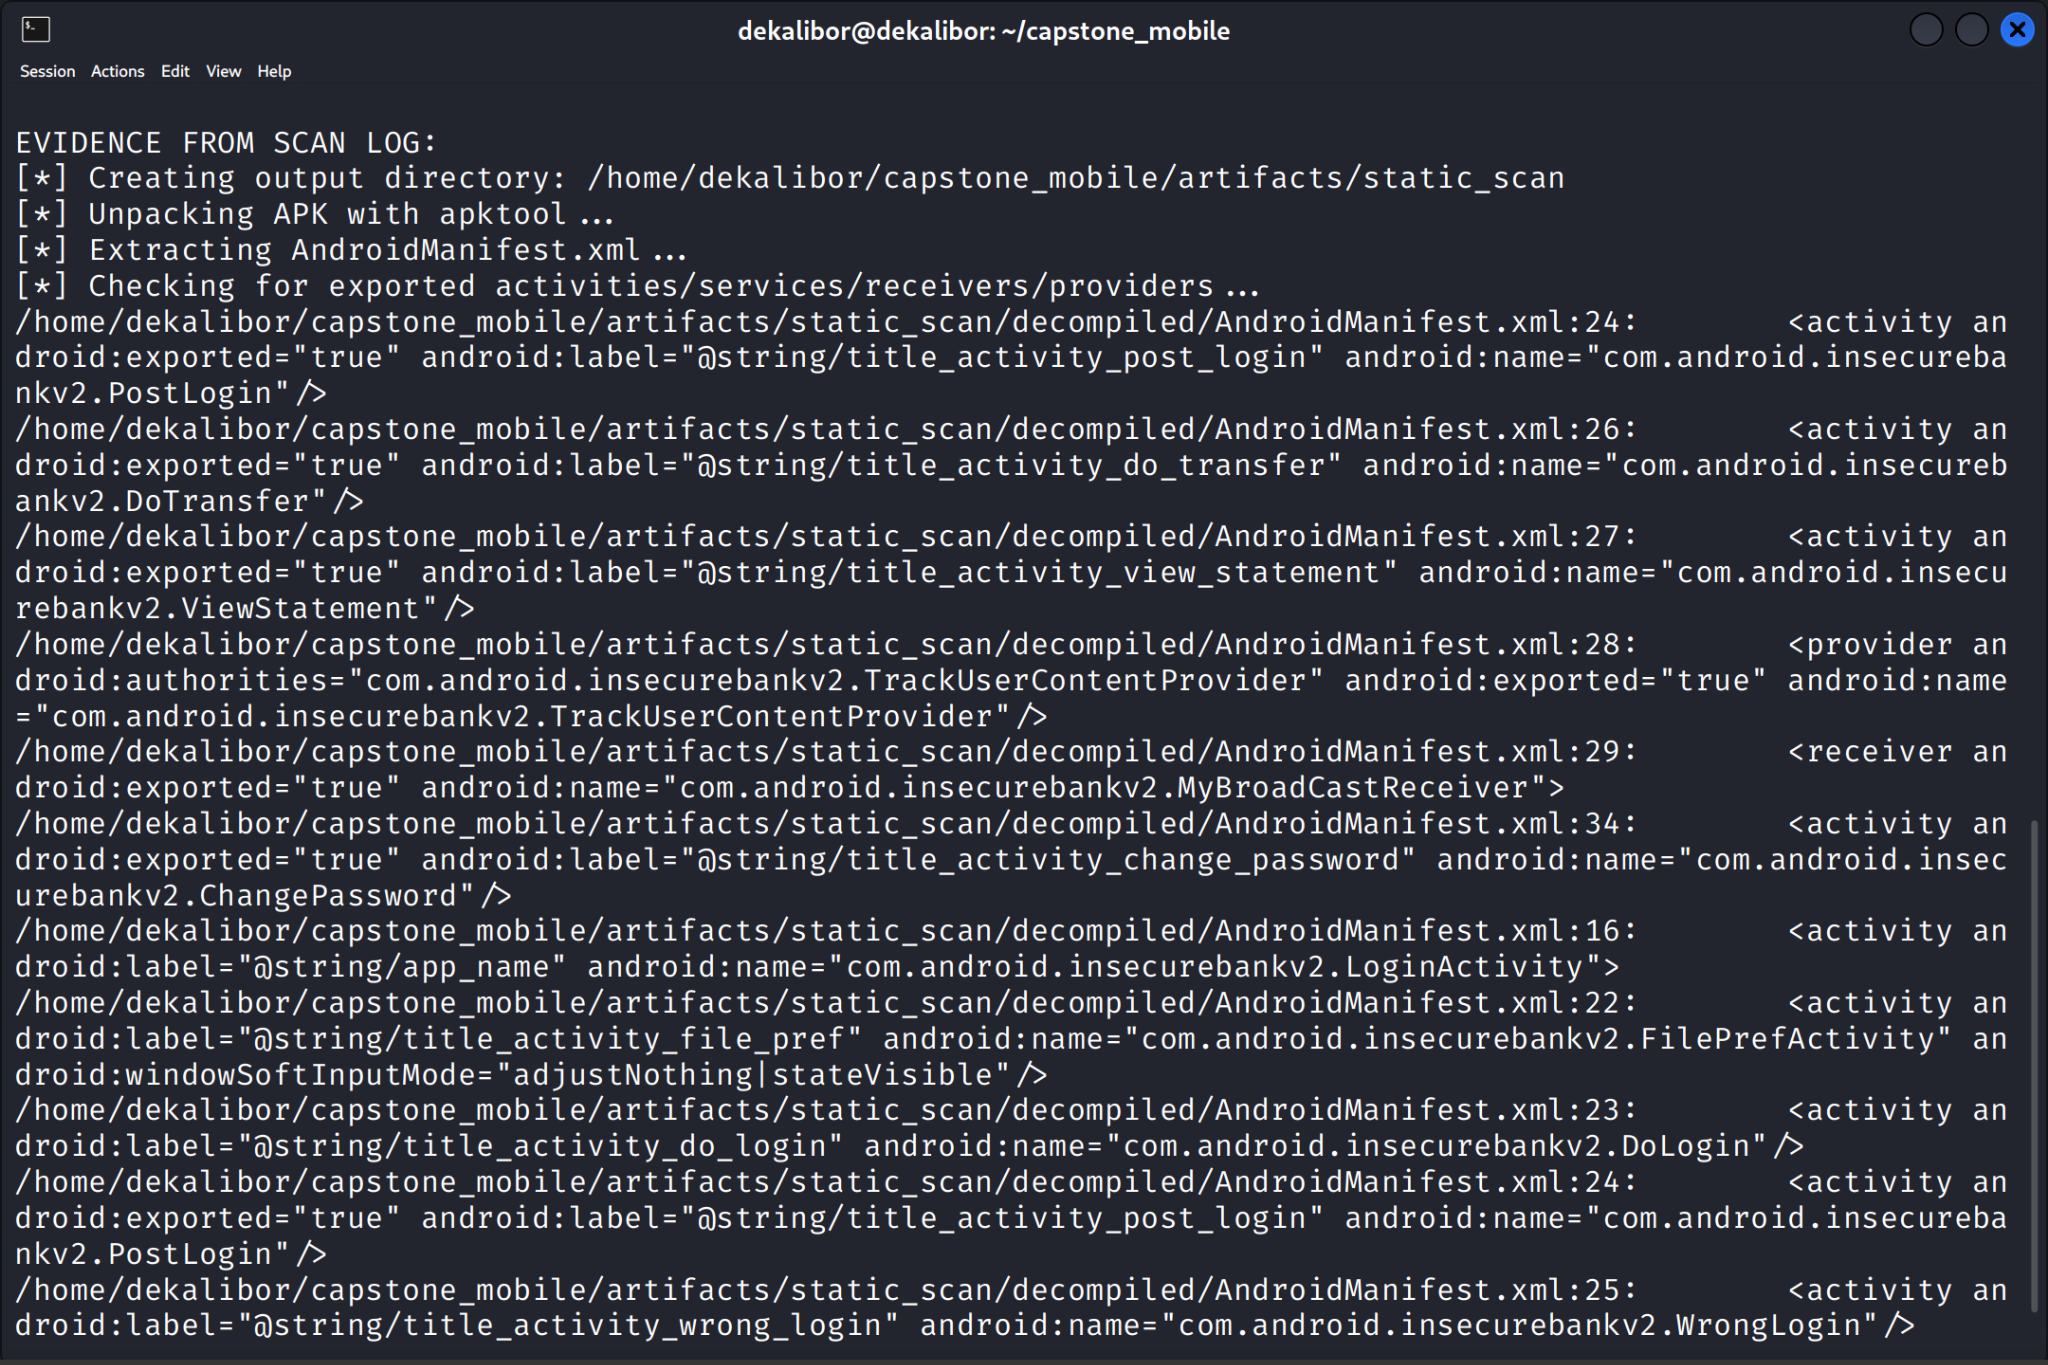 dekalibor@dekalibor: ~/capstone_mobile
Session Actions Edit View Help
EVIDENCE FROM SCAN LOG:
[*] Creating output directory: /home/dekalibor/capstone_mobile/artifacts/static_scan
[*] Unpacking APK with apktool...
[*] Extracting AndroidManifest.xml...
[*] Checking for exported activities/services/receivers/providers...
/home/dekalibor/capstone_mobile/artifacts/static_scan/decompiled/AndroidManifest.xml:24:        <activity an
droid:exported="true" android:label="@string/title_activity_post_login" android:name="com.android.insecureba
nkv2.PostLogin"/>
/home/dekalibor/capstone_mobile/artifacts/static_scan/decompiled/AndroidManifest.xml:26:        <activity an
droid:exported="true" android:label="@string/title_activity_do_transfer" android:name="com.android.insecureb
ankv2.DoTransfer"/>
/home/dekalibor/capstone_mobile/artifacts/static_scan/decompiled/AndroidManifest.xml:27:        <activity an
droid:exported="true" android:label="@string/title_activity_view_statement" android:name="com.android.insecu
rebankv2.ViewStatement"/>
/home/dekalibor/capstone_mobile/artifacts/static_scan/decompiled/AndroidManifest.xml:28:        <provider an
droid:authorities="com.android.insecurebankv2.TrackUserContentProvider" android:exported="true" android:name
="com.android.insecurebankv2.TrackUserContentProvider"/>
/home/dekalibor/capstone_mobile/artifacts/static_scan/decompiled/AndroidManifest.xml:29:        <receiver an
droid:exported="true" android:name="com.android.insecurebankv2.MyBroadCastReceiver">
/home/dekalibor/capstone_mobile/artifacts/static_scan/decompiled/AndroidManifest.xml:34:        <activity an
droid:exported="true" android:label="@string/title_activity_change_password" android:name="com.android.insec
urebankv2.ChangePassword"/>
/home/dekalibor/capstone_mobile/artifacts/static_scan/decompiled/AndroidManifest.xml:16:        <activity an
droid:label="@string/app_name" android:name="com.android.insecurebankv2.LoginActivity">
/home/dekalibor/capstone_mobile/artifacts/static_scan/decompiled/AndroidManifest.xml:22:        <activity an
droid:label="@string/title_activity_file_pref" android:name="com.android.insecurebankv2.FilePrefActivity" an
droid:windowSoftInputMode="adjustNothing|stateVisible"/>
/home/dekalibor/capstone_mobile/artifacts/static_scan/decompiled/AndroidManifest.xml:23:        <activity an
droid:label="@string/title_activity_do_login" android:name="com.android.insecurebankv2.DoLogin"/>
/home/dekalibor/capstone_mobile/artifacts/static_scan/decompiled/AndroidManifest.xml:24:        <activity an
droid:exported="true" android:label="@string/title_activity_post_login" android:name="com.android.insecureba
nkv2.PostLogin"/>
/home/dekalibor/capstone_mobile/artifacts/static_scan/decompiled/AndroidManifest.xml:25:        <activity an
droid:label="@string/title_activity_wrong_login" android:name="com.android.insecurebankv2.WrongLogin"/>